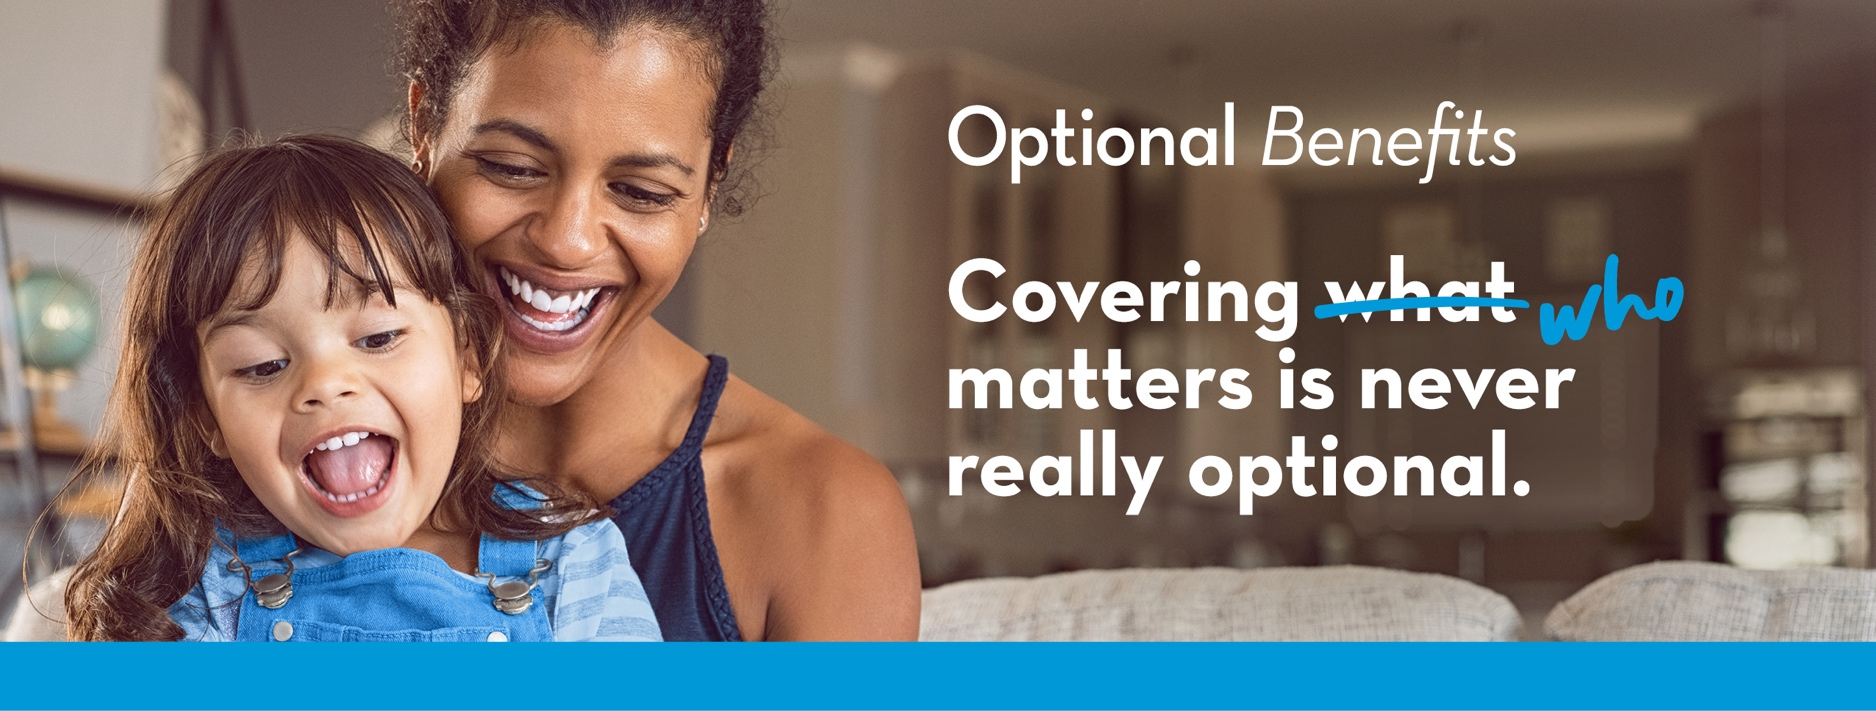 Optional Benefits
Covering what who
matters is never
really optional.